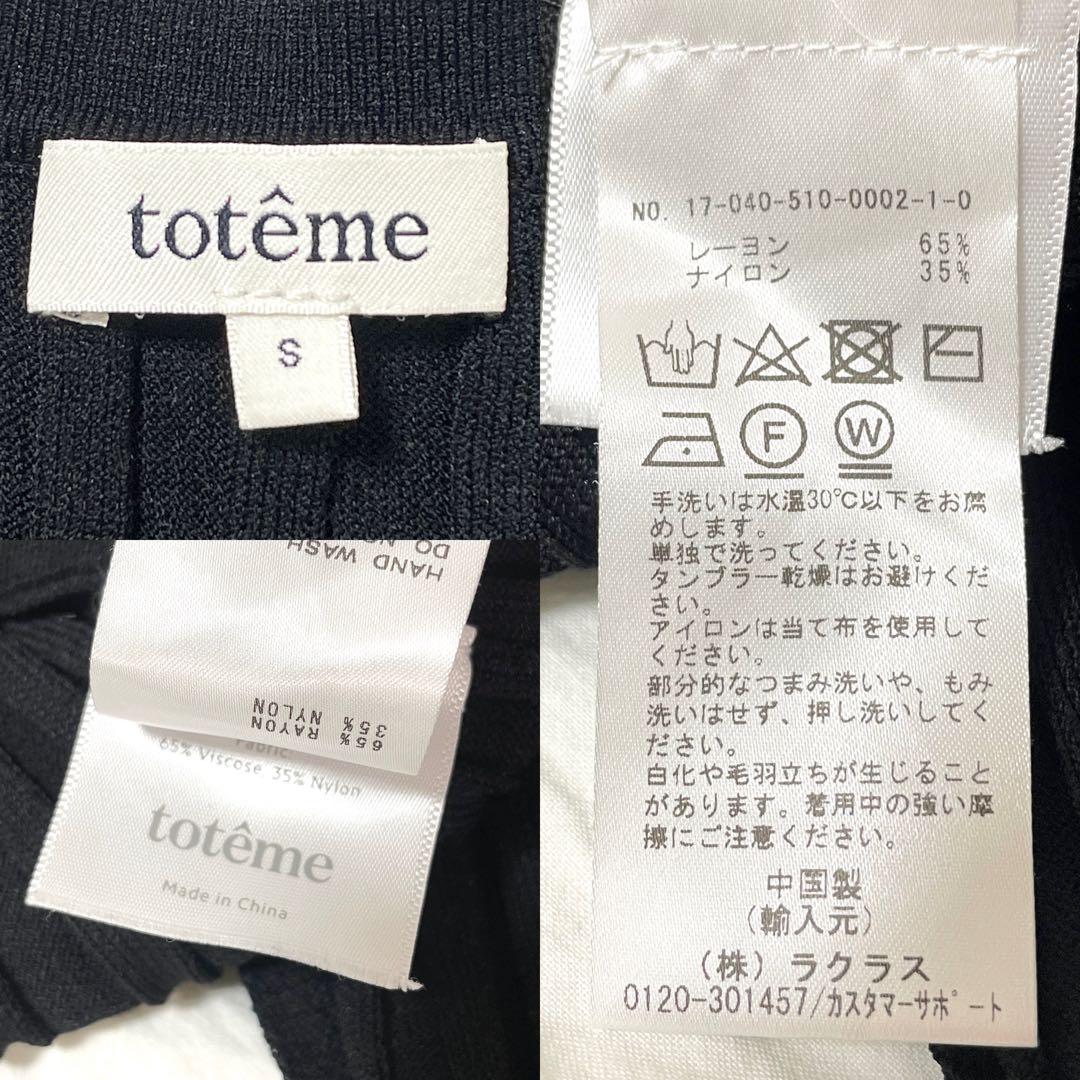 totême
S
NO. 17-040-510-0002-1-0
レーヨン 65%
ナイロン 35%
F W
手洗いは水温30℃以下をお薦
めします。
単独で洗ってください。
タンブラー乾燥はお避けくだ
さい。
アイロンは当て布を使用して
ください。
部分的なつまみ洗いや、もみ
洗いはせず、押し洗いしてく
ださい。
白化や毛羽立ちが生じること
があります。着用中の強い摩
擦にご注意ください。
中国製
(輸入元)
(株) ラクラス
0120-301457/カスタマーサポート
HAND WASH
DO
65% RAYON
35% NYLON
Fabric
65% Viscose 35% Nylon
totême
Made in China